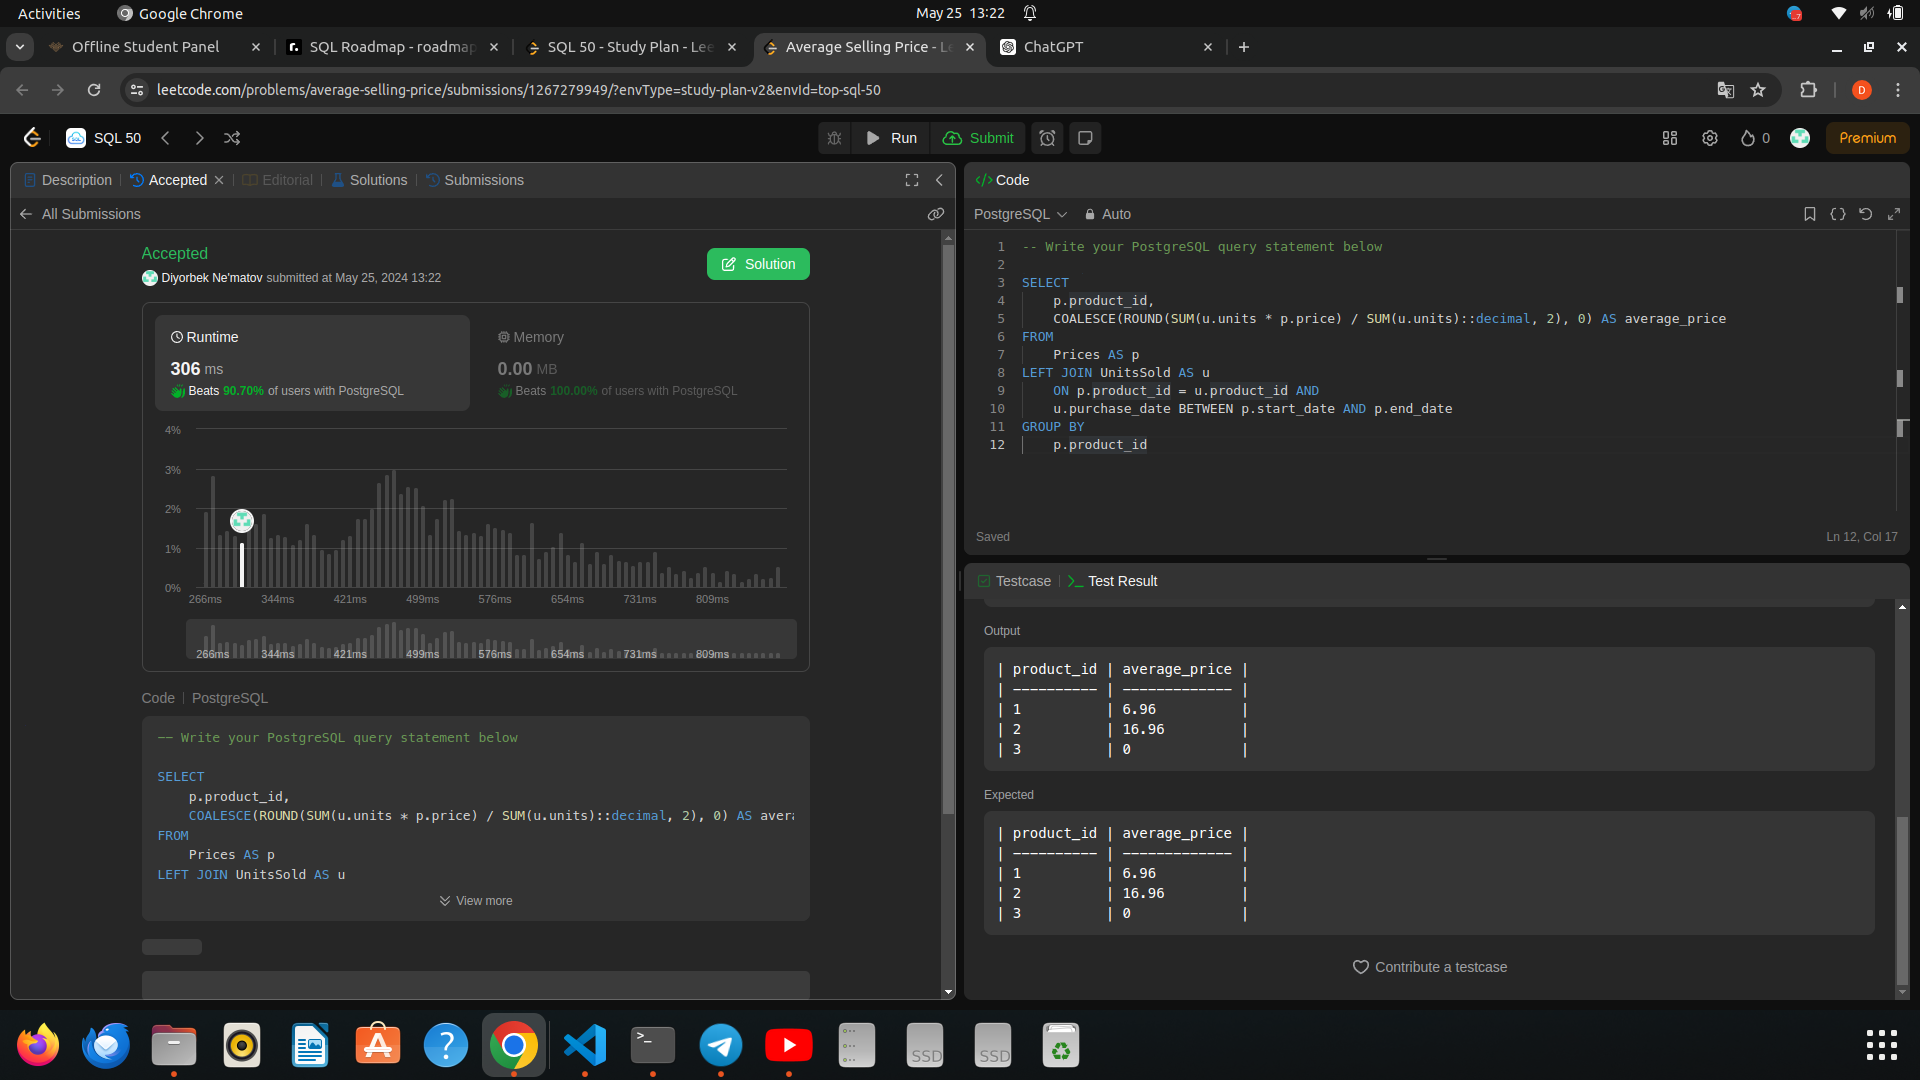 Activities
Google Chrome
May 25 13:22
Offline Student Panel
SQL Roadmap - roadmap
SQL 50 - Study Plan - Lee
Average Selling Price - Le
ChatGPT
leetcode.com/problems/average-selling-price/submissions/1267279949/?envType=study-plan-v2&envId=top-sql-50
D
SQL 50
Run
Submit
0
Premium
Description
Accepted
Editorial
Solutions
Submissions
All Submissions
Accepted
Diyorbek Ne'matov submitted at May 25, 2024 13:22
Solution
Runtime
306 ms
Beats 90.70% of users with PostgreSQL
Memory
0.00 MB
Beats 100.00% of users with PostgreSQL
4%
3%
2%
1%
0%
266ms 344ms 421ms 499ms 576ms 654ms 731ms 809ms
266ms 344ms 421ms 499ms 576ms 654ms 731ms 809ms
Code | PostgreSQL
-- Write your PostgreSQL query statement below
SELECT
p.product_id,
COALESCE(ROUND(SUM(u.units * p.price) / SUM(u.units)::decimal, 2), 0) AS avera
FROM
Prices AS p
LEFT JOIN UnitsSold AS u
View more
</> Code
PostgreSQL
Auto
1 -- Write your PostgreSQL query statement below
2
3 SELECT
4 p.product_id,
5 COALESCE(ROUND(SUM(u.units * p.price) / SUM(u.units)::decimal, 2), 0) AS average_price
6 FROM
7 Prices AS p
8 LEFT JOIN UnitsSold AS u
9 ON p.product_id = u.product_id AND
10 u.purchase_date BETWEEN p.start_date AND p.end_date
11 GROUP BY
12 p.product_id
Saved
Ln 12, Col 17
Testcase
Test Result
Output
| product_id | average_price |
| ---------- | ------------- |
| 1 | 6.96 |
| 2 | 16.96 |
| 3 | 0 |
Expected
| product_id | average_price |
| ---------- | ------------- |
| 1 | 6.96 |
| 2 | 16.96 |
| 3 | 0 |
Contribute a testcase
SSD
SSD